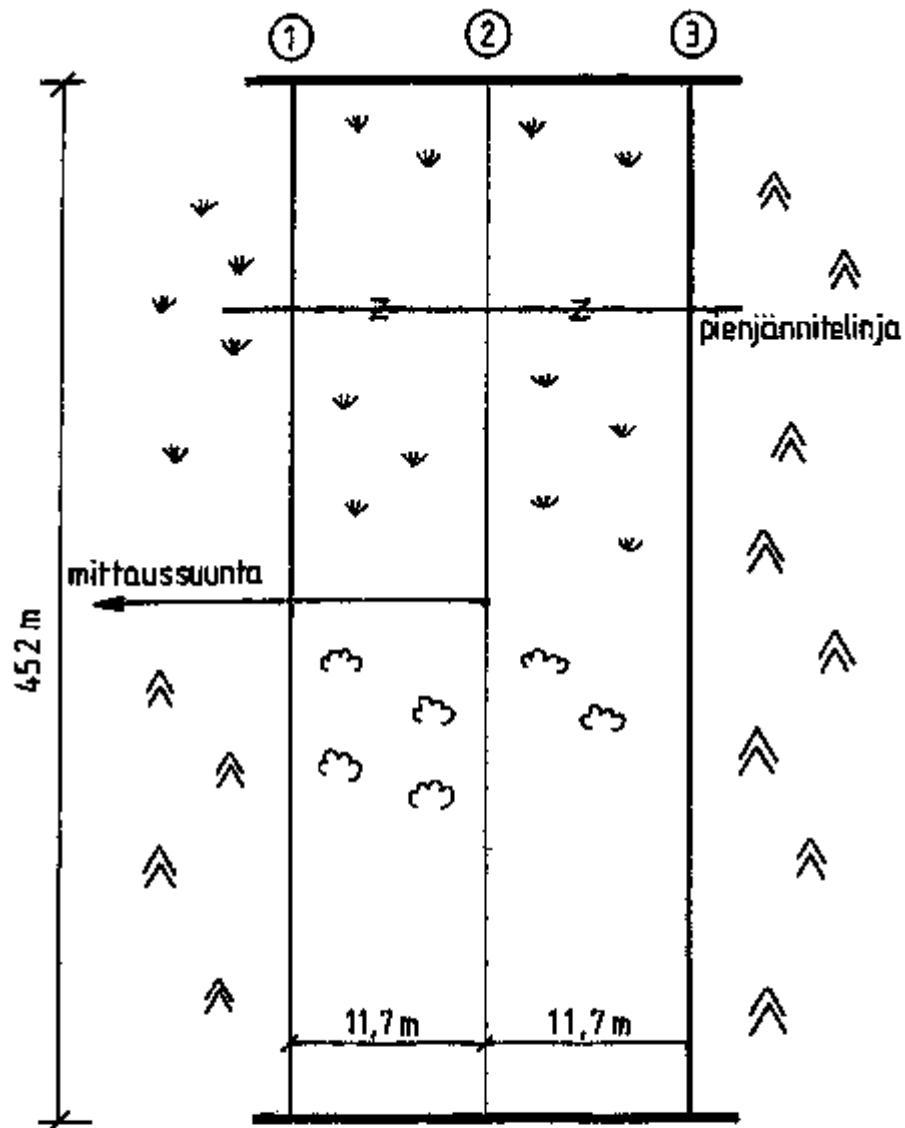 1 2 3
pienjännitelinja
mittaussuunta
452 m
11,7 m 11,7 m